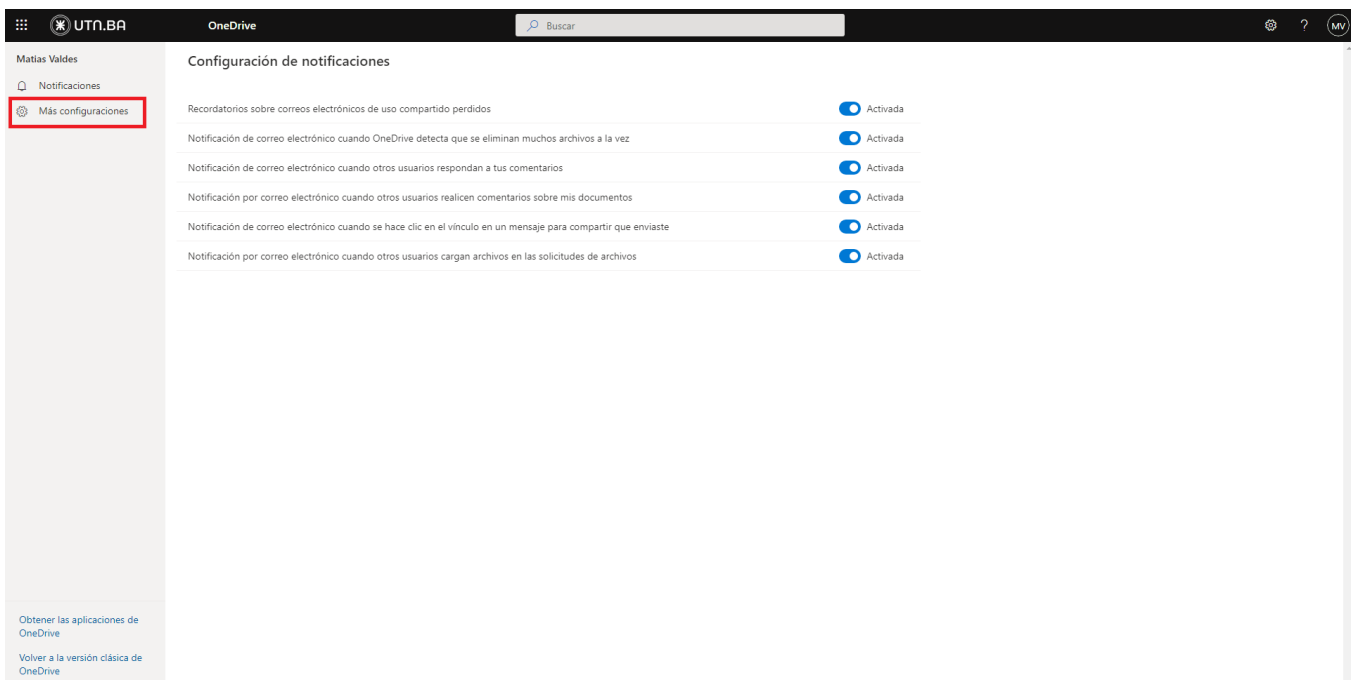 UTN.BA
OneDrive
Buscar
?
MV
Matias Valdes
Notificaciones
Más configuraciones
Configuración de notificaciones
Recordatorios sobre correos electrónicos de uso compartido perdidos
Activada
Notificación de correo electrónico cuando OneDrive detecta que se eliminan muchos archivos a la vez
Activada
Notificación de correo electrónico cuando otros usuarios respondan a tus comentarios
Activada
Notificación por correo electrónico cuando otros usuarios realicen comentarios sobre mis documentos
Activada
Notificación de correo electrónico cuando se hace clic en el vínculo en un mensaje para compartir que enviaste
Activada
Notificación por correo electrónico cuando otros usuarios cargan archivos en las solicitudes de archivos
Activada
Obtener las aplicaciones de
OneDrive
Volver a la versión clásica de
OneDrive